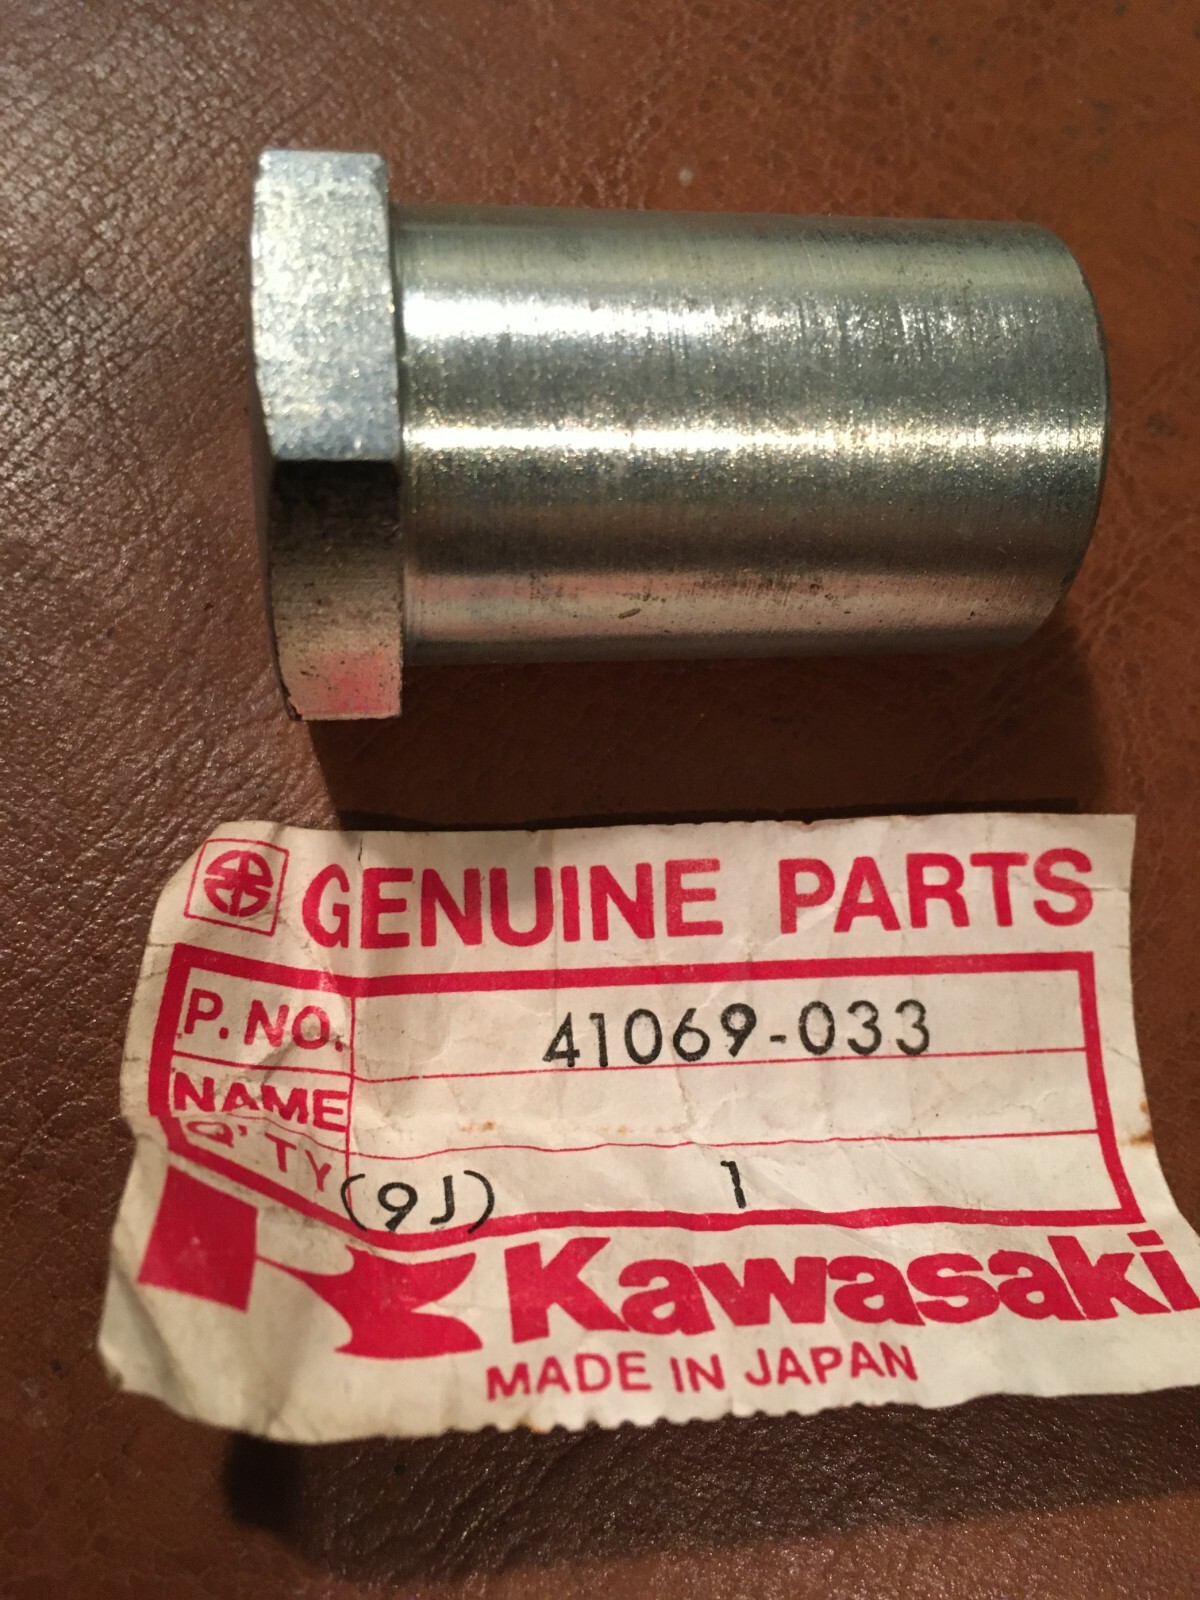 GENUINE PARTS
P. NO. 41069-033
NAME
Q'TY (9J) 1
Kawasaki
MADE IN JAPAN